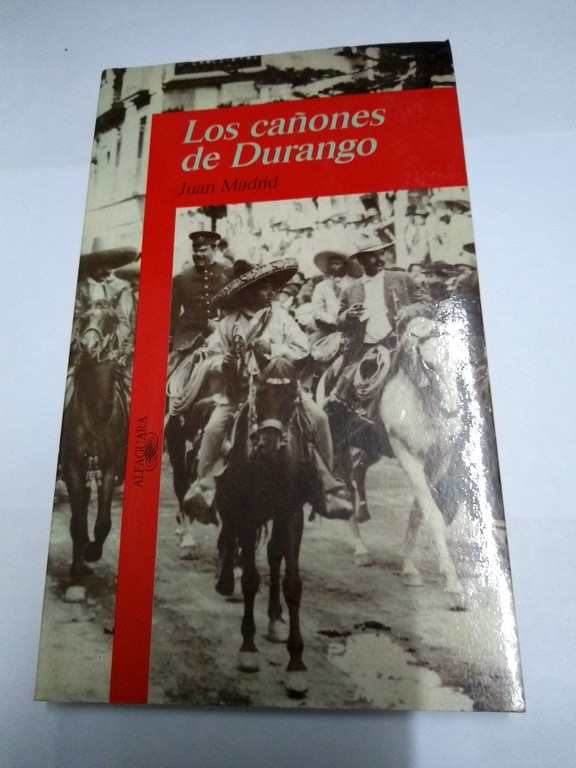 Los cañones
de Durango
Juan Madrid
ALFAGUARA